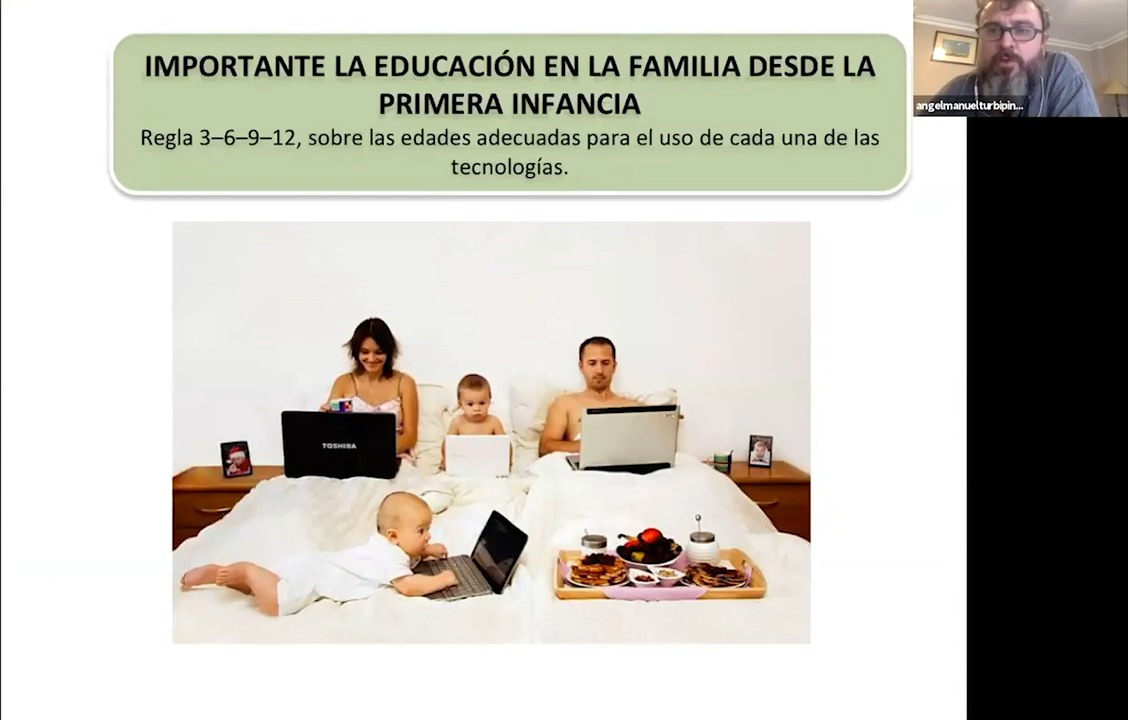 IMPORTANTE LA EDUCACIÓN EN LA FAMILIA DESDE LA
PRIMERA INFANCIA
Regla 3–6–9–12, sobre las edades adecuadas para el uso de cada una de las
tecnologías.
angelmanuelturbipin...
TOSHIBA